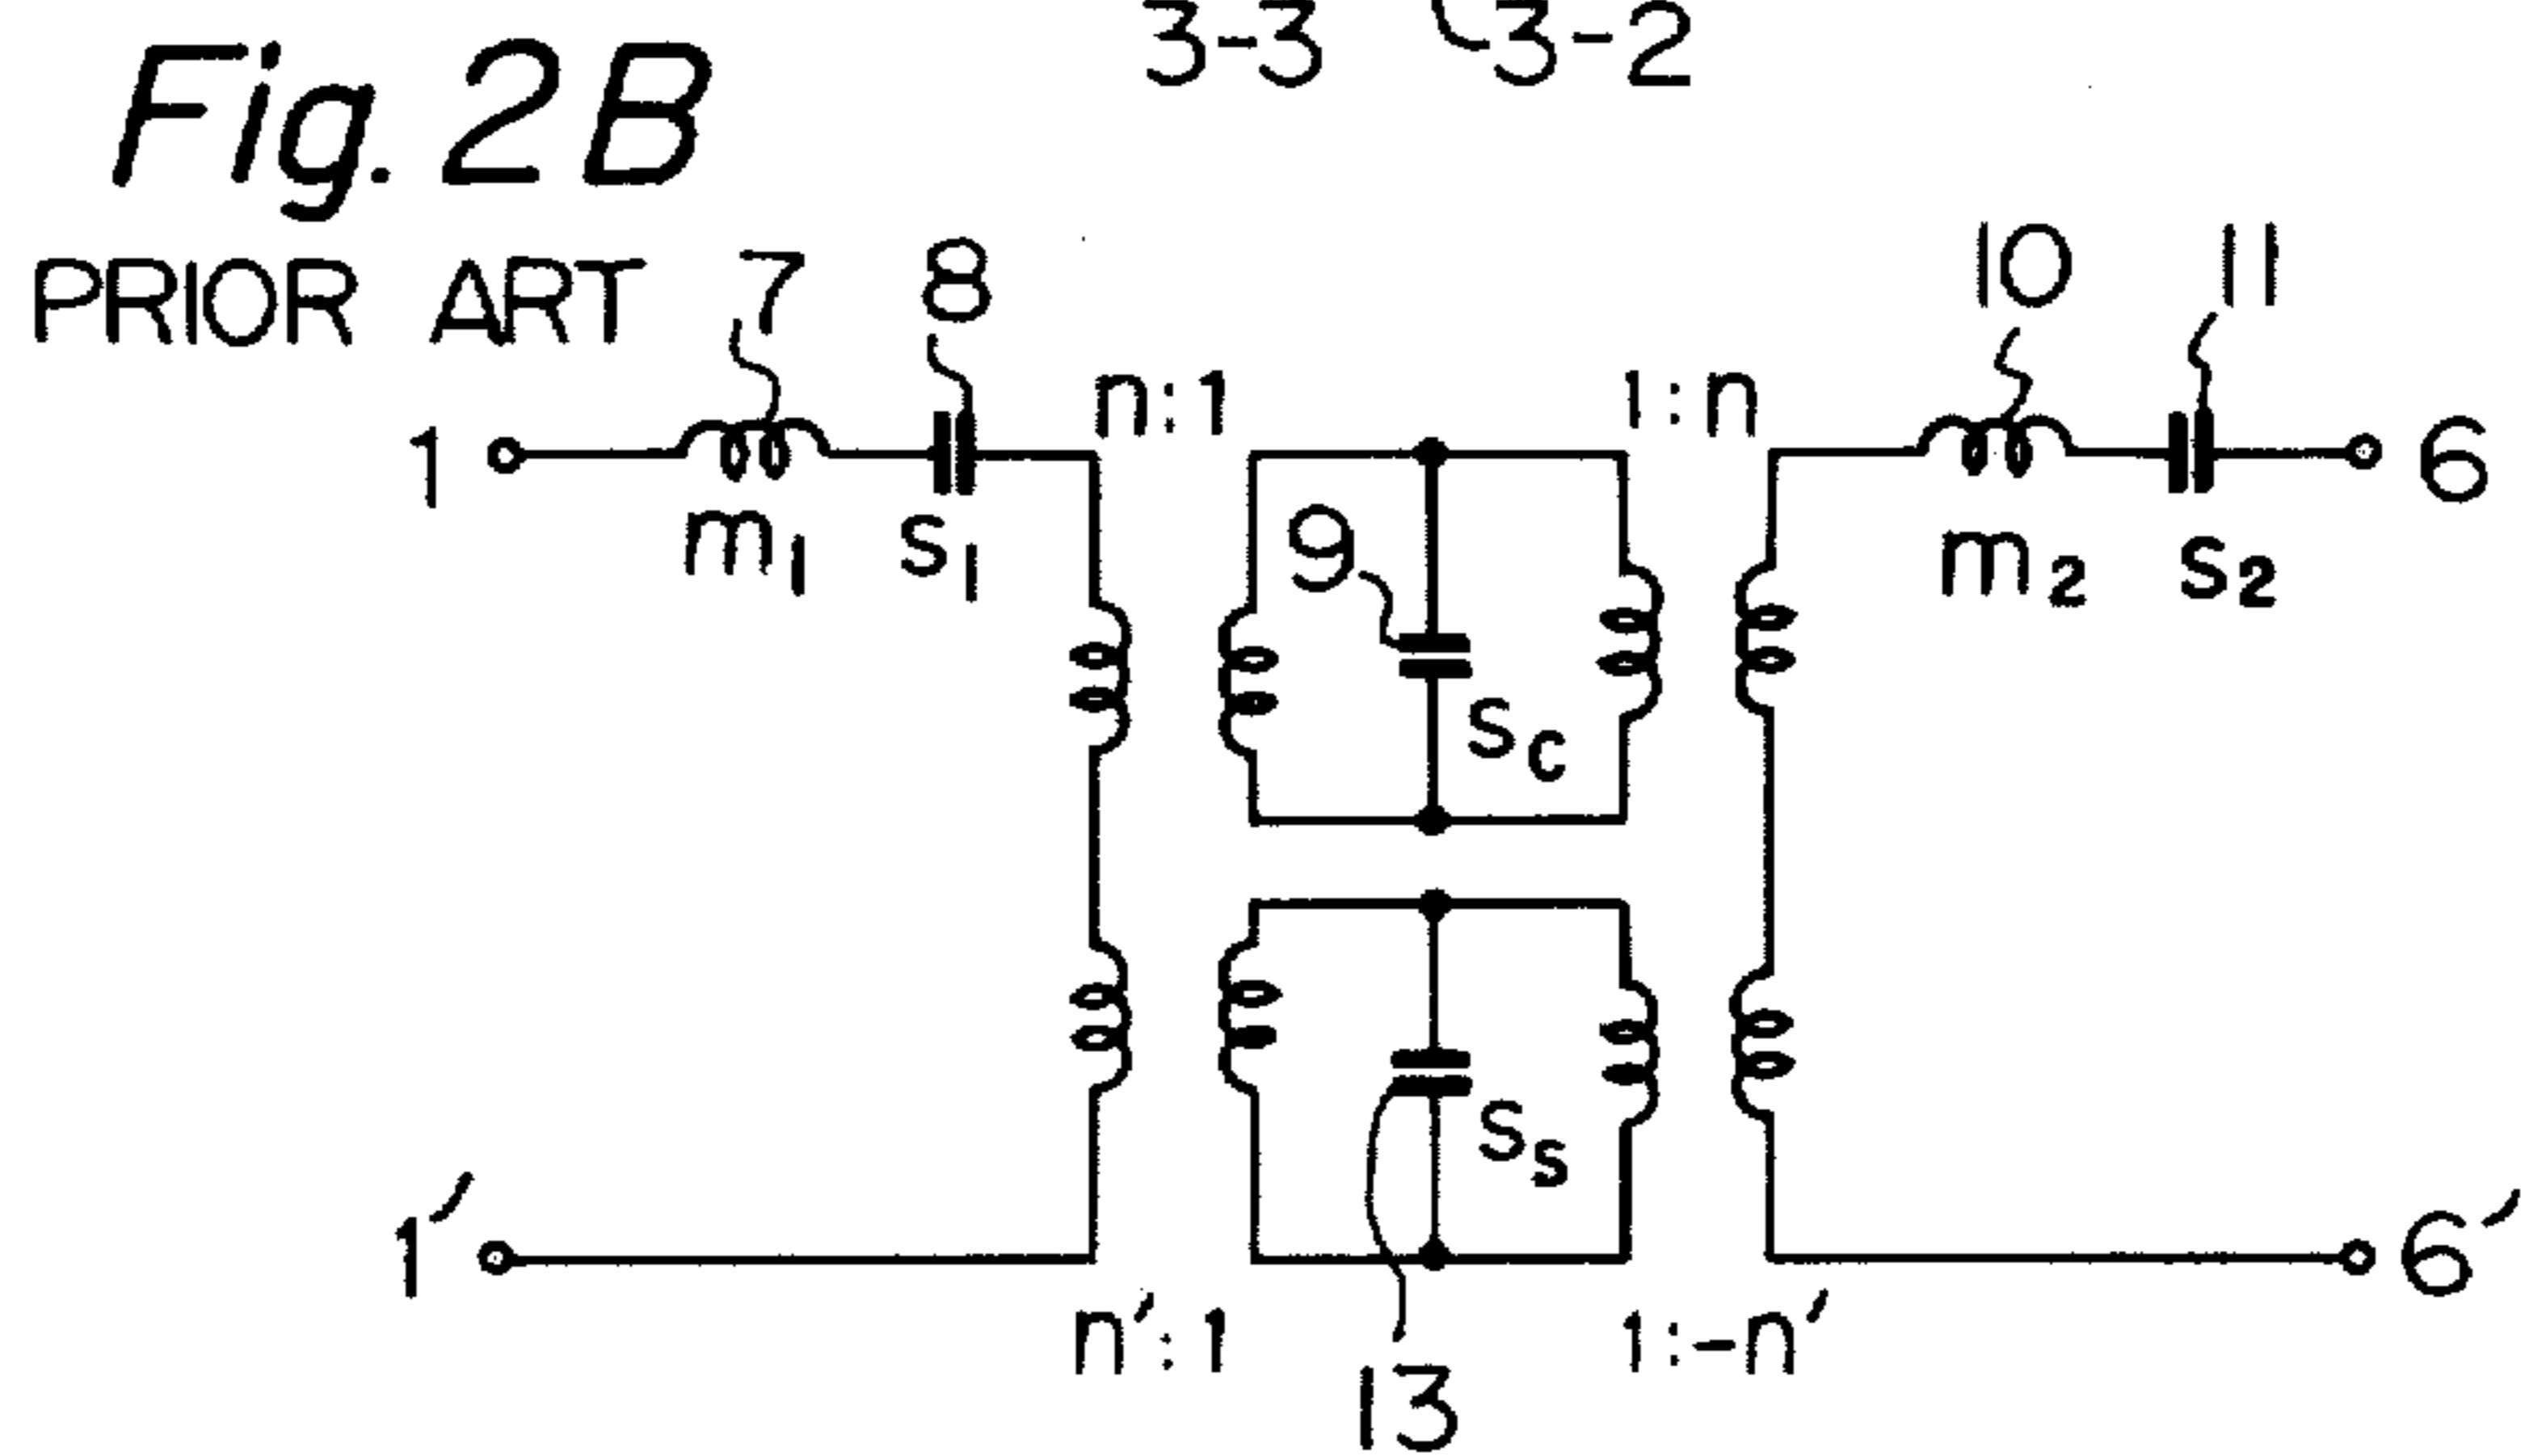 3-3 3-2
Fig. 2B
PRIOR ART
7 8 10 11
n:1 1:n
1 6
m1 s1 m2 s2
9
sc
ss
1' 6'
n':1 1:-n'
13